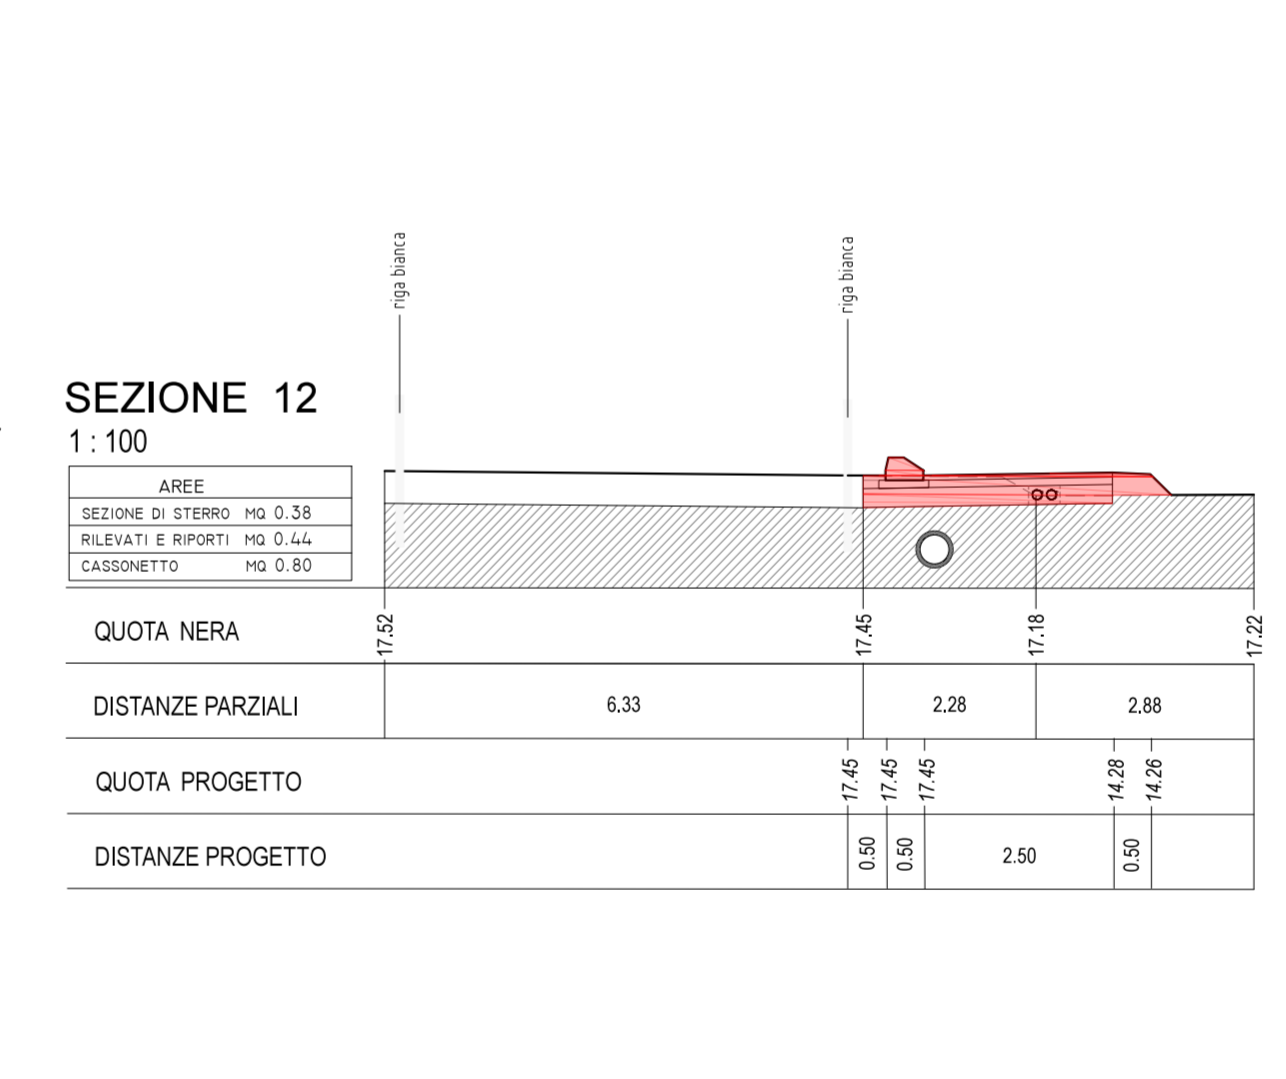 riga bianca
riga bianca
SEZIONE 12
1 : 100
AREE
SEZIONE DI STERRO MQ 0.38
RILEVATI E RIPORTI MQ 0.44
CASSONETTO MQ 0.80
QUOTA NERA 17.52 17.45 17.18 17.22
DISTANZE PARZIALI 6.33 2.28 2.88
QUOTA PROGETTO 17.45 17.45 17.45 14.28 14.26
DISTANZE PROGETTO 0.50 0.50 2.50 0.50